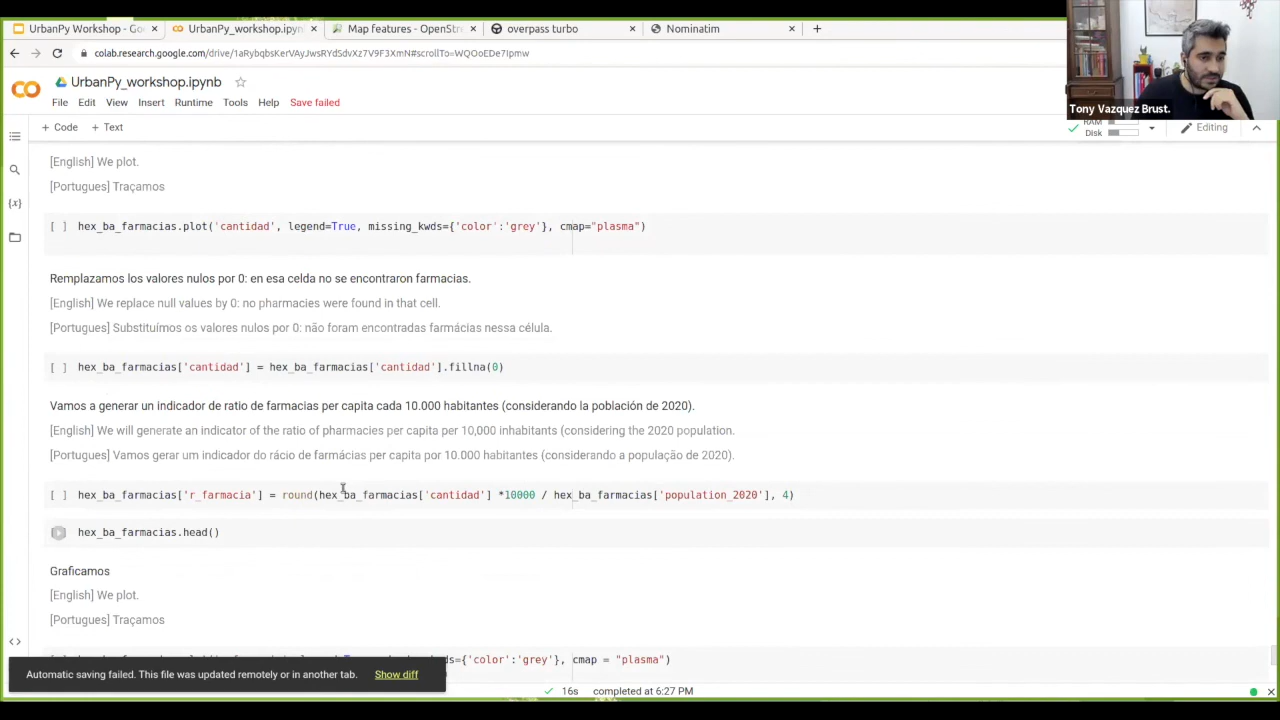 UrbanPy Workshop - Go
UrbanPy_workshop.ipyn
Map features - OpenStre
overpass turbo
Nominatim
colab.research.google.com/drive/1aRybqbsKerVAyJwsRYdSdvXz7V9F3XmN#scrollTo=WQOoEDe7Ipmw
UrbanPy_workshop.ipynb
File Edit View Insert Runtime Tools Help Save failed
Tony Vazquez Brust.
+ Code + Text
RAM
Disk
Editing
[English] We plot.
[Portugues] Traçamos
[ ] hex_ba_farmacias.plot('cantidad', legend=True, missing_kwds={'color':'grey'}, cmap="plasma")
Remplazamos los valores nulos por 0: en esa celda no se encontraron farmacias.
[English] We replace null values by 0: no pharmacies were found in that cell.
[Portugues] Substituímos os valores nulos por 0: não foram encontradas farmácias nessa célula.
[ ] hex_ba_farmacias['cantidad'] = hex_ba_farmacias['cantidad'].fillna(0)
Vamos a generar un indicador de ratio de farmacias per capita cada 10.000 habitantes (considerando la población de 2020).
[English] We will generate an indicator of the ratio of pharmacies per capita per 10,000 inhabitants (considering the 2020 population.
[Portugues] Vamos gerar um indicador do rácio de farmácias per capita por 10.000 habitantes (considerando a população de 2020).
[ ] hex_ba_farmacias['r_farmacia'] = round(hex_ba_farmacias['cantidad'] *10000 / hex_ba_farmacias['population_2020'], 4)
hex_ba_farmacias.head()
Graficamos
[English] We plot.
[Portugues] Traçamos
s={'color':'grey'}, cmap = "plasma")
Automatic saving failed. This file was updated remotely or in another tab. Show diff
16s completed at 6:27 PM